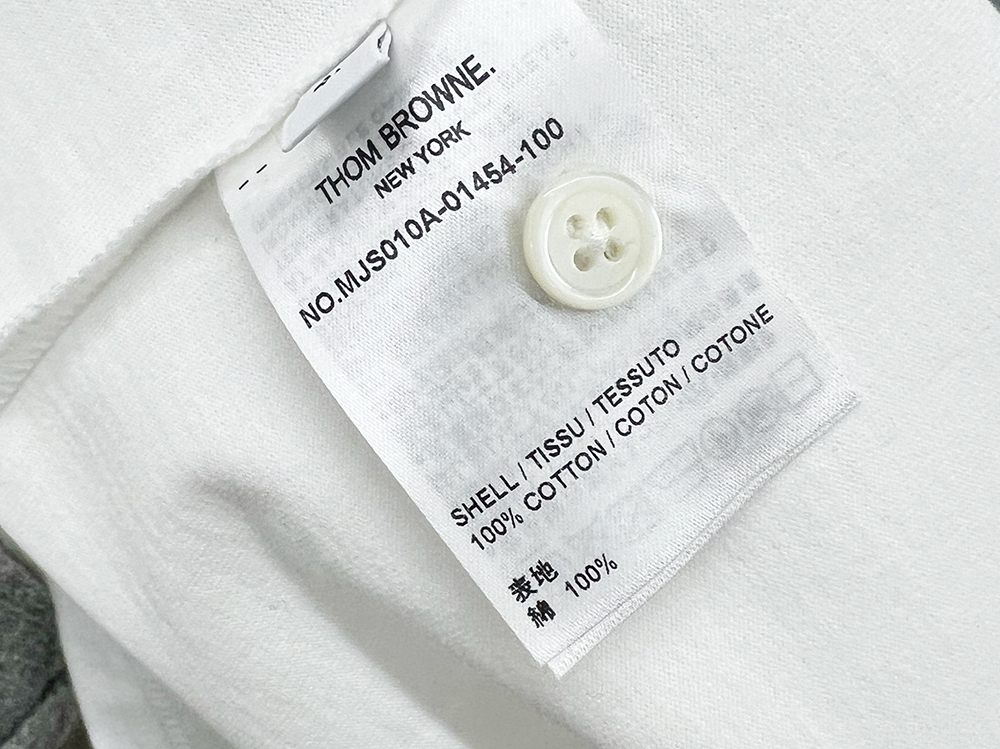 THOM BROWNE.
NEW YORK
NO.MJS010A-01454-100
SHELL / TISSU / TESSUTO
100% COTTON / COTON / COTONE
表地
綿 100%